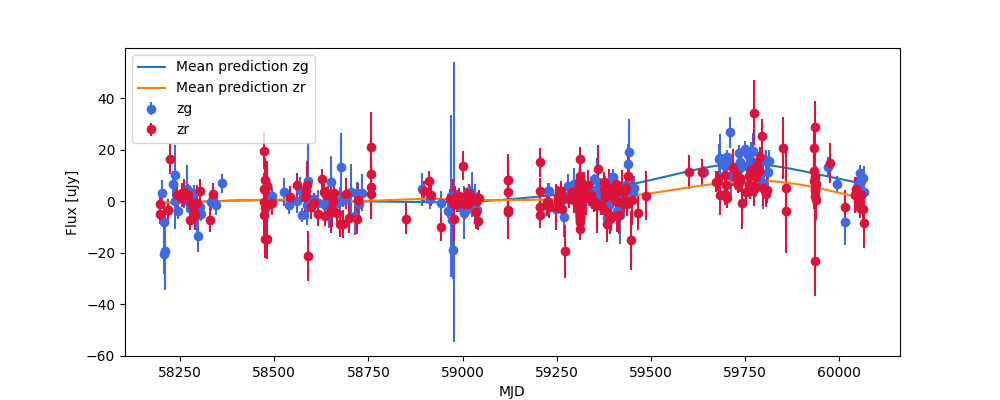 Mean prediction zg
Mean prediction zr
zg
zr
Flux [uJy]
40
20
0
−20
−40
−60
58250
58500
58750
59000
59250
59500
59750
60000
MJD